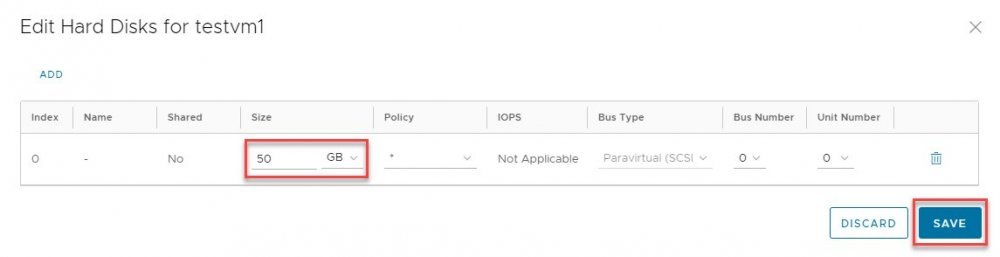 Edit Hard Disks for testvm1
ADD
Index Name Shared Size Policy IOPS Bus Type Bus Number Unit Number
0 - No 50 GB * Not Applicable Paravirtual (SCSI 0 0
DISCARD SAVE